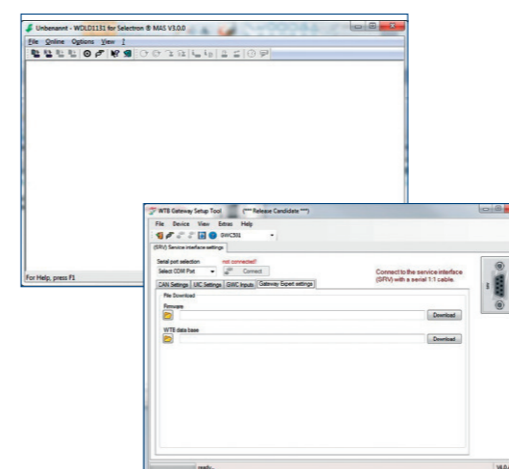 Unbenannt - WDLD1131 for Selectron ® MAS V3.0.0
File Online Options View ?
For Help, press F1
WTB Gateway Setup Tool (*** Release Candidate ***)
File Device View Extras Help
GWC501
(SRV) Service interface settings
Serial port selection not connected!
Select COM Port Connect
Connect to the service interface
(SRV) with a serial 1:1 cable.
CAN Settings UIC Settings GWC Inputs Gateway Expert settings
File Download
Firmware
Download
WTB data base
Download
ready..